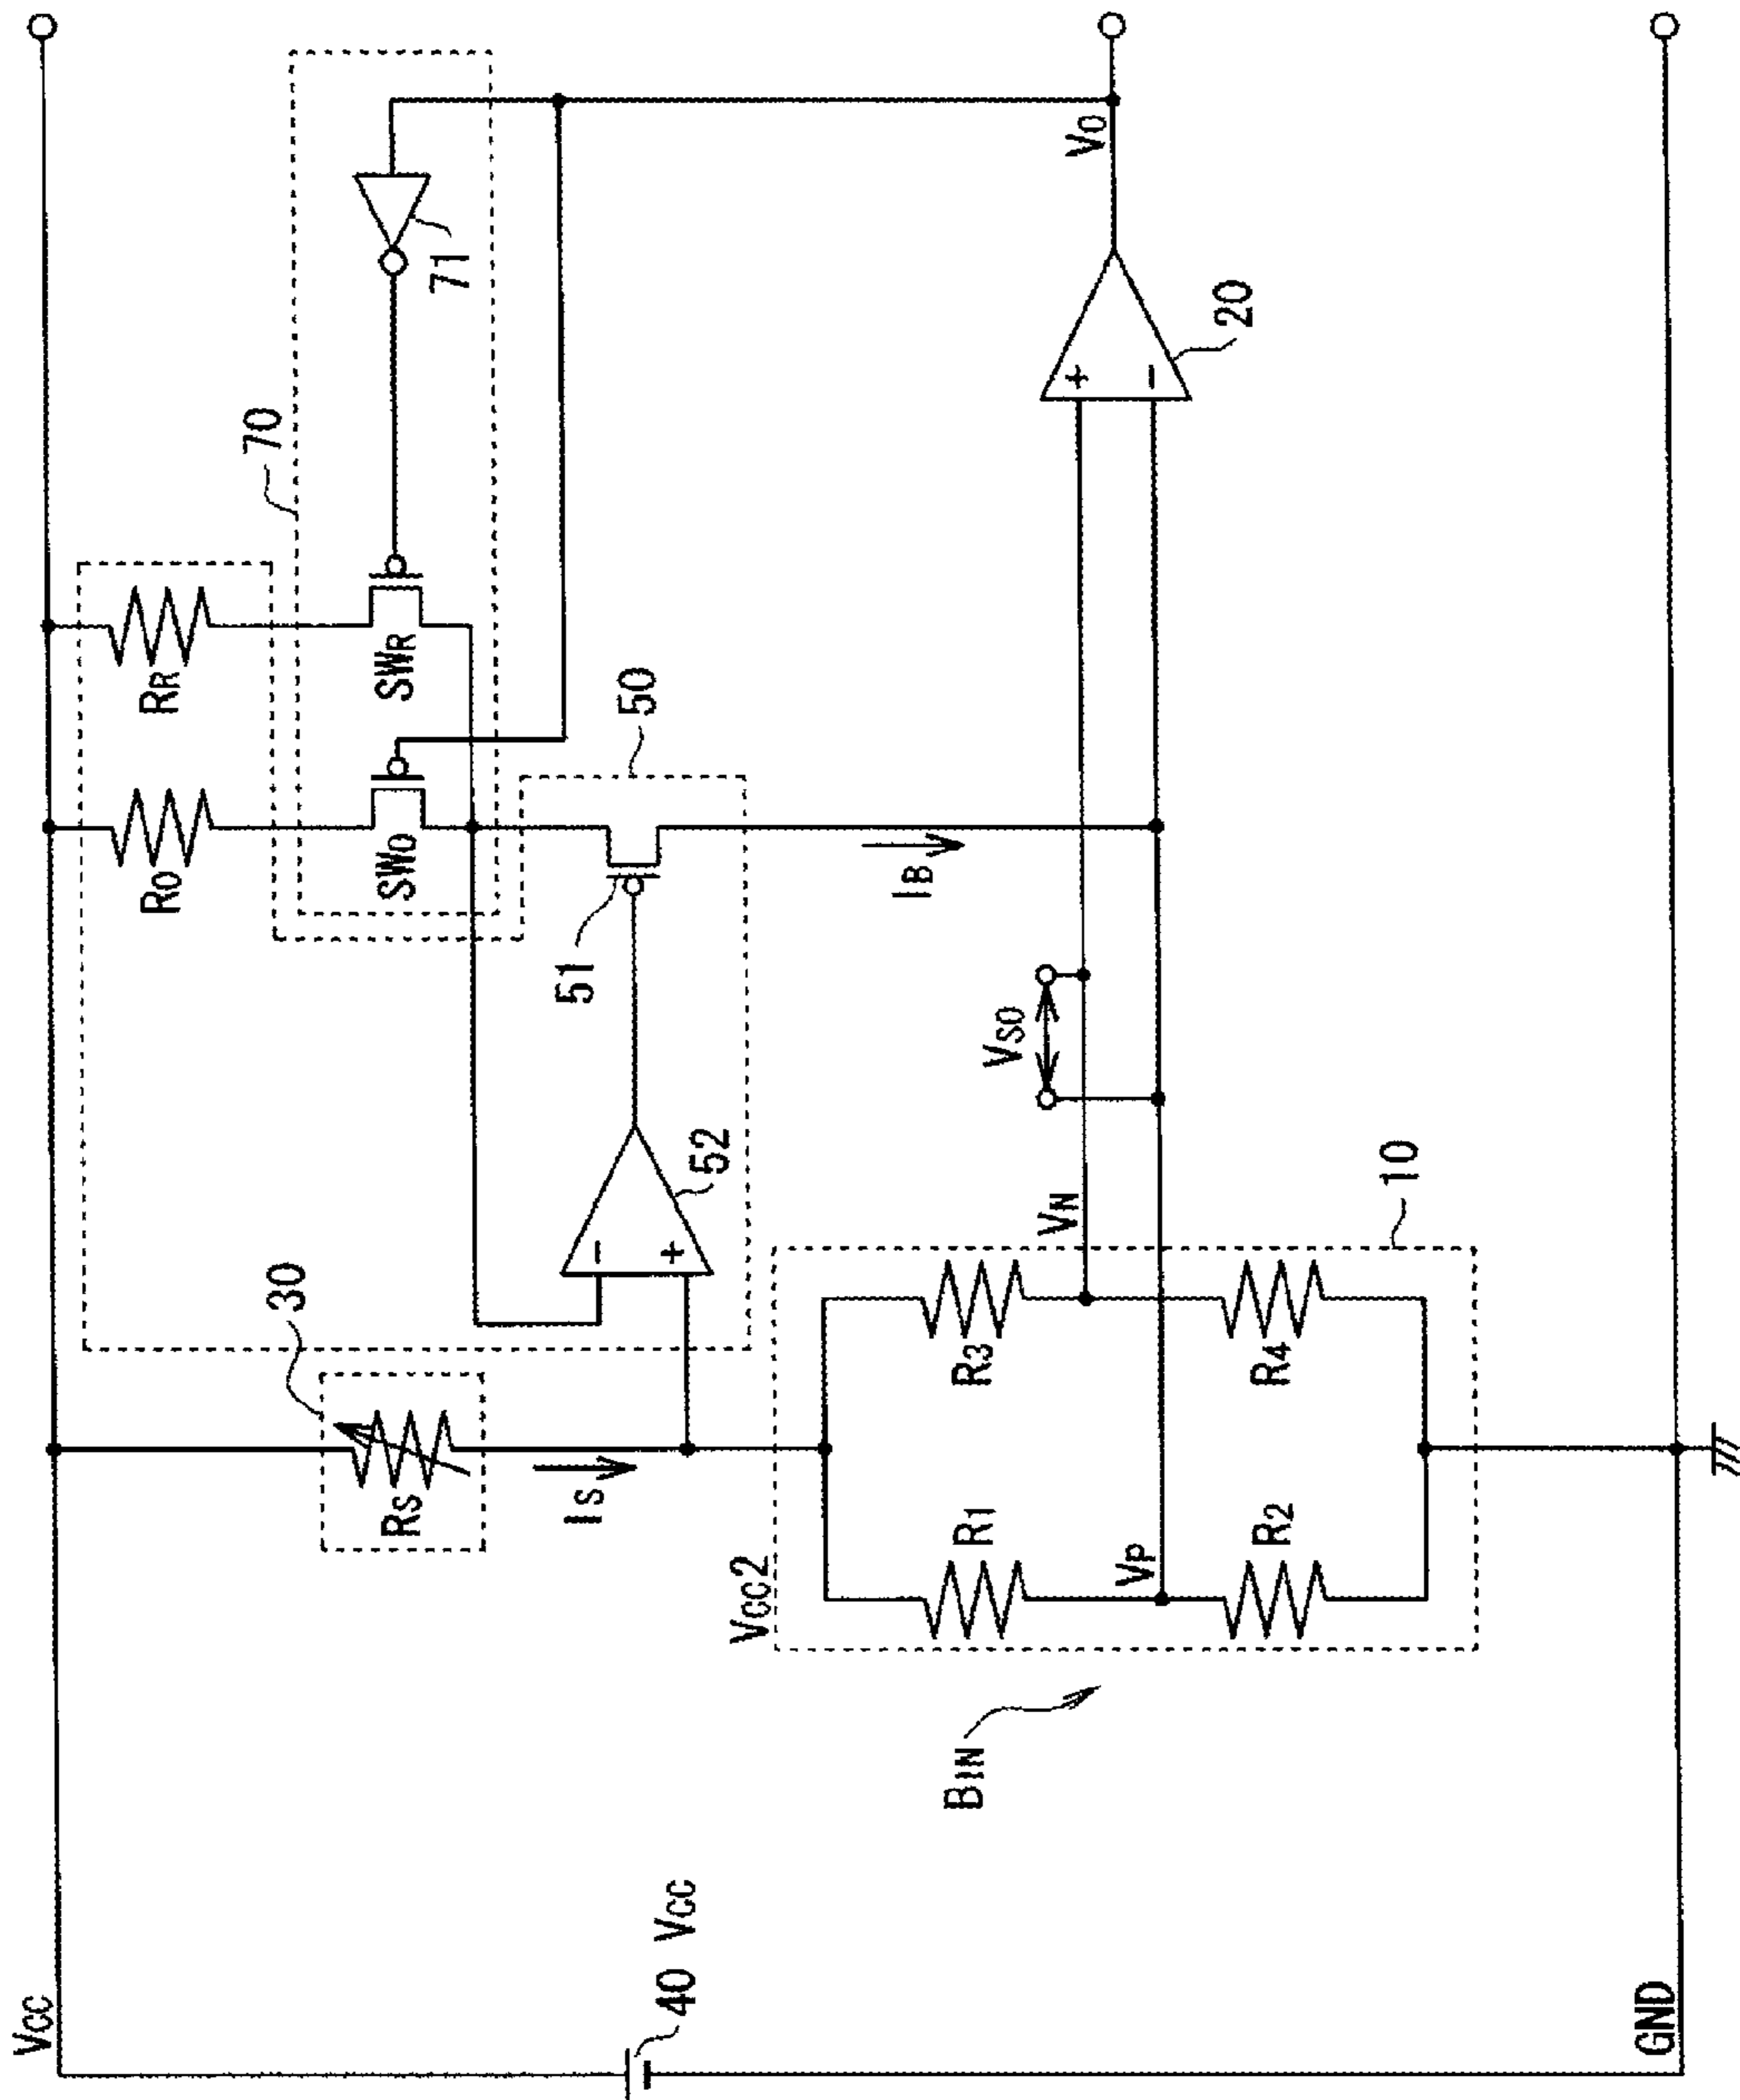 VCC
40 VCC
GND
BIN
30
RS
IS
VCC2
R1
R2
R3
R4
VP
VN
10
VSO
-
+
52
51
50
IB
RO
RR
SWO
SWR
70
71
+
-
20
VO